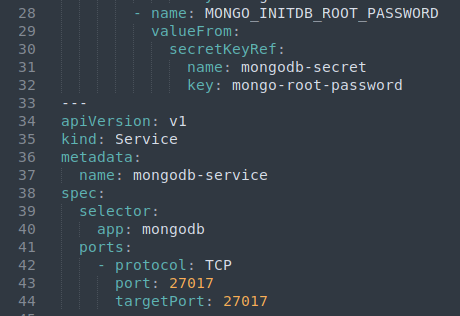 28 - name: MONGO_INITDB_ROOT_PASSWORD
29 valueFrom:
30 secretKeyRef:
31 name: mongodb-secret
32 key: mongo-root-password
33 ---
34 apiVersion: v1
35 kind: Service
36 metadata:
37 name: mongodb-service
38 spec:
39 selector:
40 app: mongodb
41 ports:
42 - protocol: TCP
43 port: 27017
44 targetPort: 27017